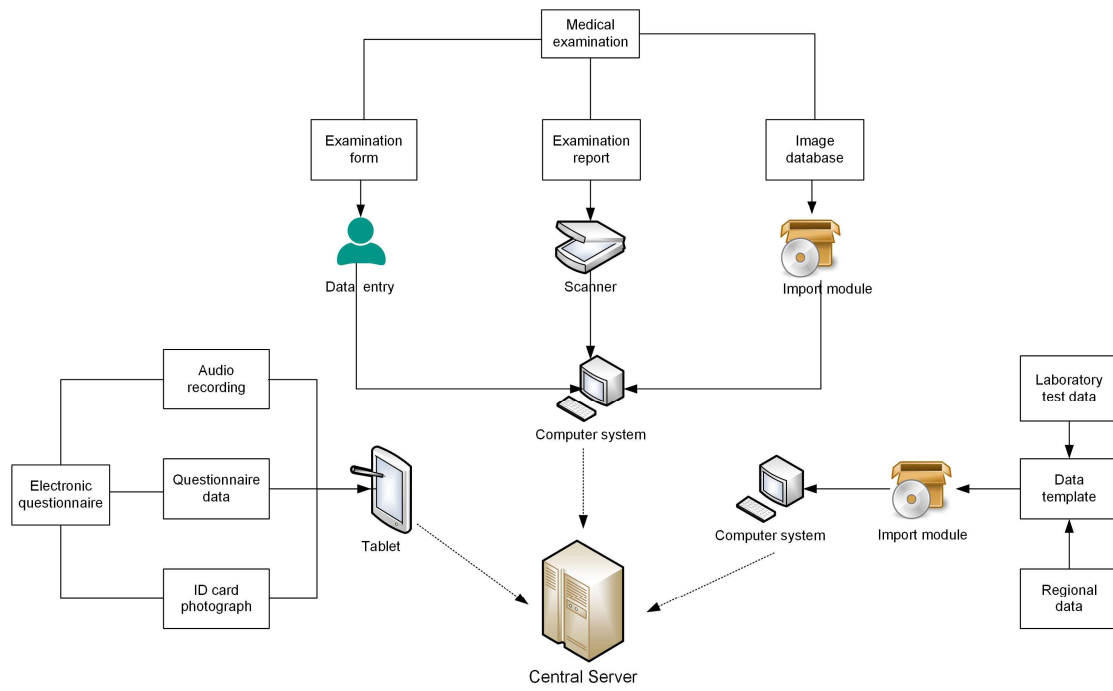 Medical
examination
Examination
form
Examination
report
Image
database
Data entry
Scanner
Import module
Audio
recording
Laboratory
test data
Computer system
Electronic
questionnaire
Questionnaire
data
Data
template
Tablet
Computer system
Import module
ID card
photograph
Regional
data
Central Server